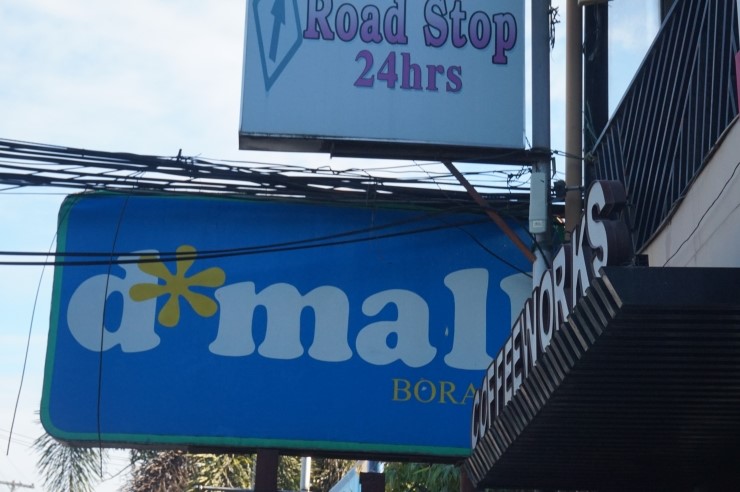 Road Stop
24hrs
d*mall
BORA
COFFEEWORKS